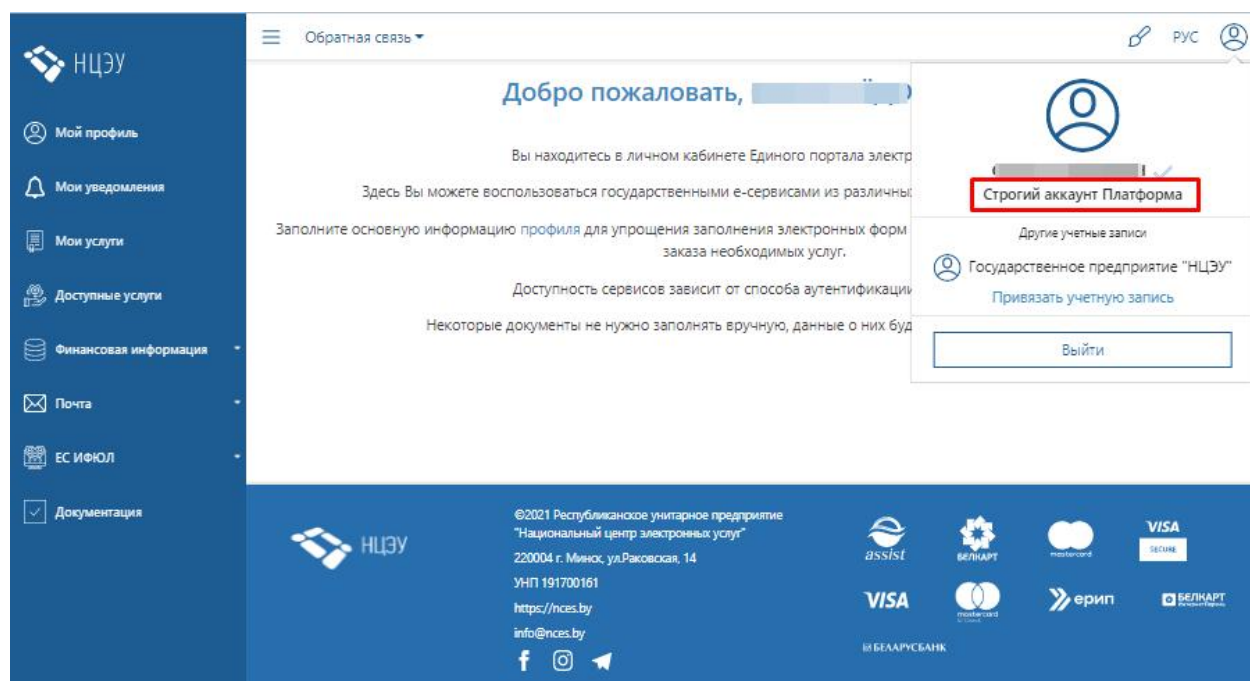 НЦЭУ
Мой профиль
Мои уведомления
Мои услуги
Доступные услуги
Финансовая информация
Почта
ЕС ИФЮЛ
Документация
Обратная связь
РУС
Добро пожаловать,
Вы находитесь в личном кабинете Единого портала электр
Здесь Вы можете воспользоваться государственными е-сервисами из различных
Заполните основную информацию профиля для упрощения заполнения электронных форм
заказа необходимых услуг.
Доступность сервисов зависит от способа аутентификации
Некоторые документы не нужно заполнять вручную, данные о них буд
Строгий аккаунт Платформа
Другие учетные записи
Государственное предприятие "НЦЭУ"
Привязать учетную запись
Выйти
НЦЭУ
©2021 Республиканское унитарное предприятие
"Национальный центр электронных услуг"
220004 г. Минск, ул.Раковская, 14
УНП 191700161
https://nces.by
info@nces.by
assist
БЕЛКАРТ
mastercard
VISA
SECURE
VISA
mastercard
ерип
БЕЛКАРТ
БЕЛАРУСБАНК